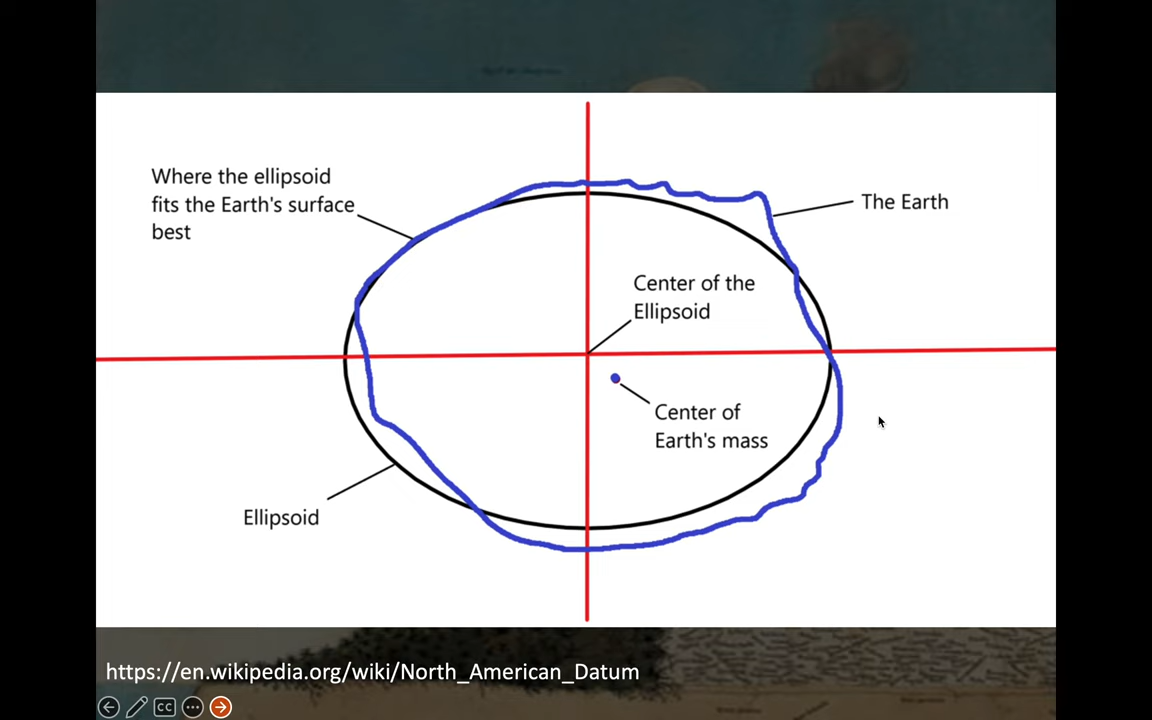 Where the ellipsoid
fits the Earth's surface
best
The Earth
Center of the
Ellipsoid
Center of
Earth's mass
Ellipsoid
https://en.wikipedia.org/wiki/North_American_Datum
CC